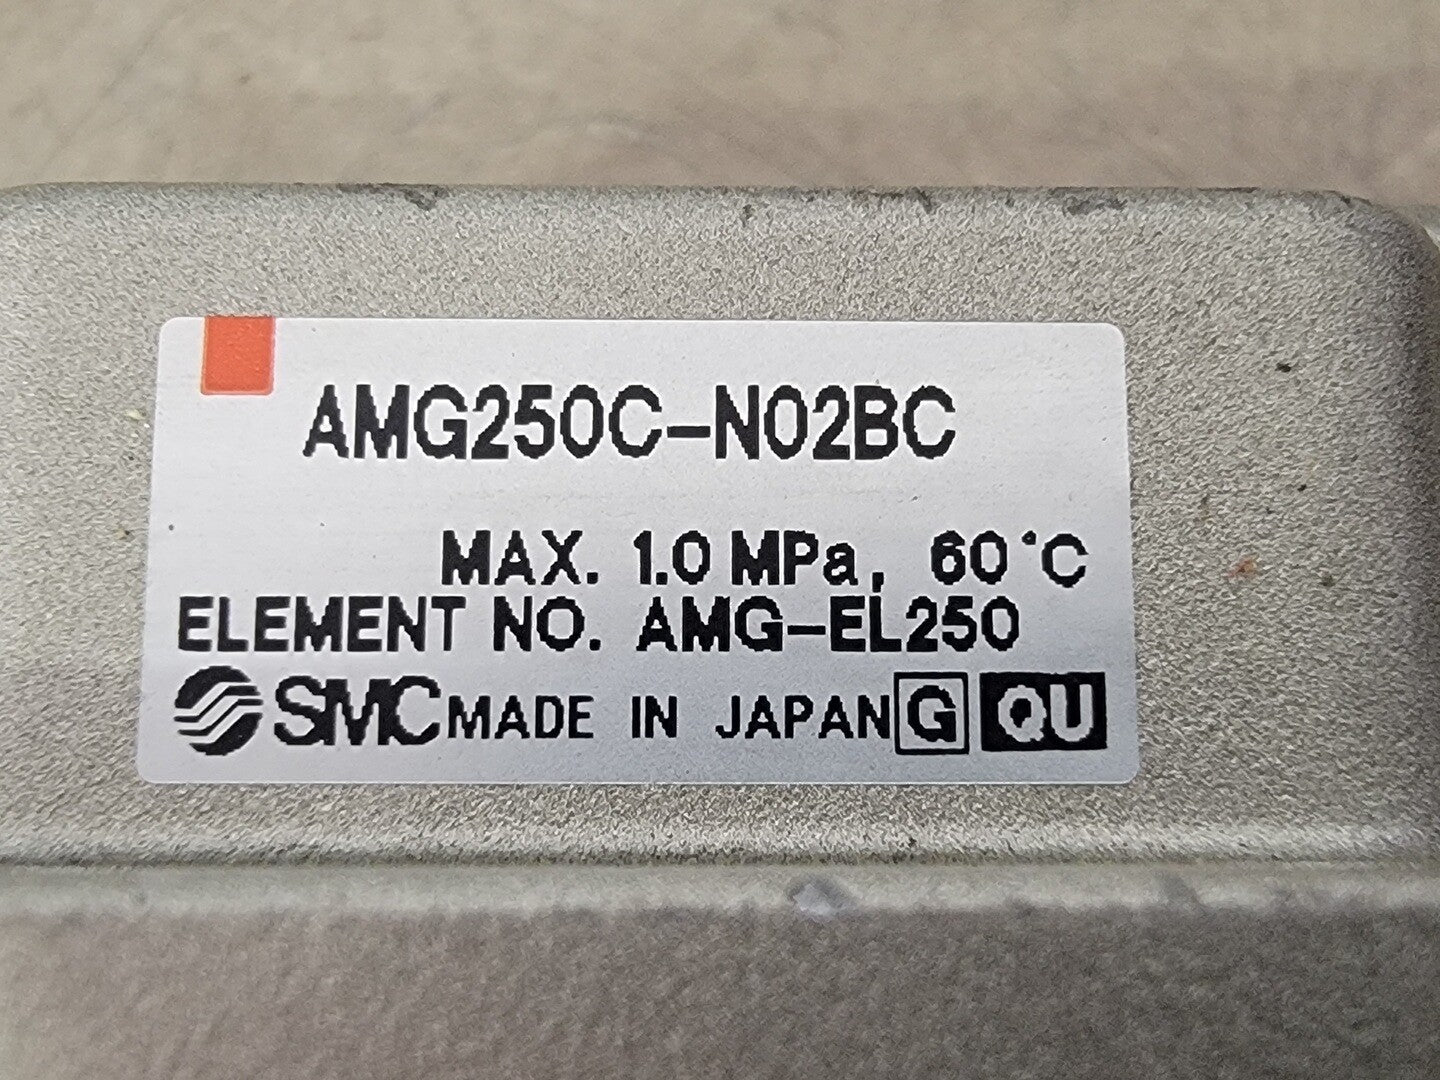 AMG250C-N02BC
MAX. 1.0 MPa, 60°C
ELEMENT NO. AMG-EL250
SMC MADE IN JAPAN G QU